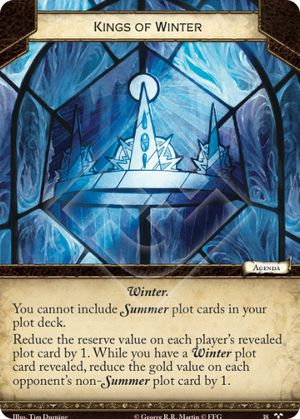 Kings of Winter
Agenda
Winter.
You cannot include Summer plot cards in your
plot deck.
Reduce the reserve value on each player's revealed
plot card by 1. While you have a Winter plot
card revealed, reduce the gold value on each
opponent's non-Summer plot card by 1.
Illus. Tim Durning
© George R.R. Martin © FFG
38